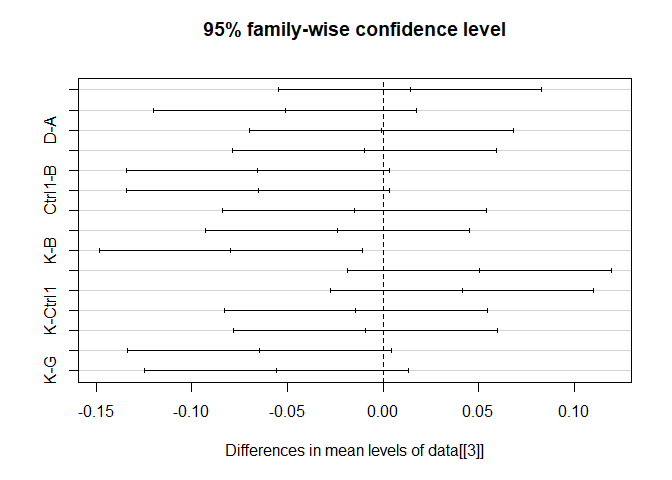 95% family-wise confidence level
D-A
Ctrl1-B
K-B
K-Ctrl1
K-G
-0.15 -0.10 -0.05 0.00 0.05 0.10
Differences in mean levels of data[[3]]